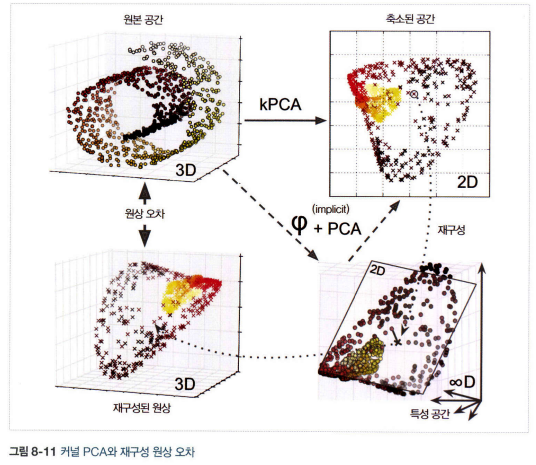 원본 공간
축소된 공간
kPCA
3D
2D
원상 오차
(implicit)
φ + PCA
재구성
2D
3D
∞D
재구성된 원상
특성 공간
그림 8-11 커널 PCA와 재구성 원상 오차